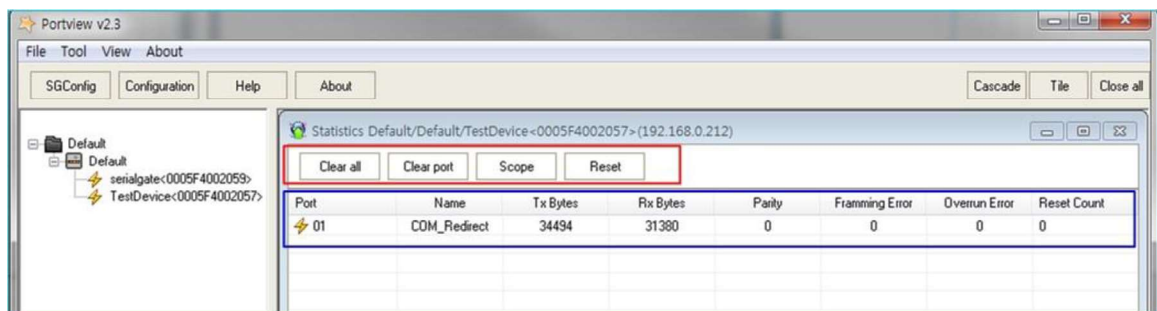 Portview v2.3
File Tool View About
SGConfig Configuration Help About Cascade Tile Close all
Statistics Default/Default/TestDevice<0005F4002057>(192.168.0.212)
Default
Default
serialgate<0005F4002059>
TestDevice<0005F4002057>
Clear all Clear port Scope Reset
Port Name Tx Bytes Rx Bytes Parity Framming Error Overrun Error Reset Count
01 COM_Redirect 34494 31380 0 0 0 0